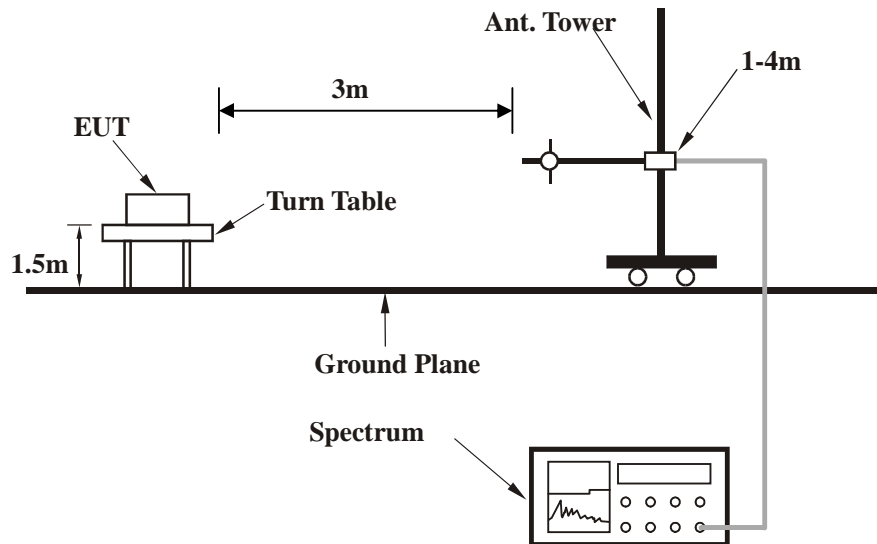 Ant. Tower
1-4m
3m
EUT
Turn Table
1.5m
Ground Plane
Spectrum